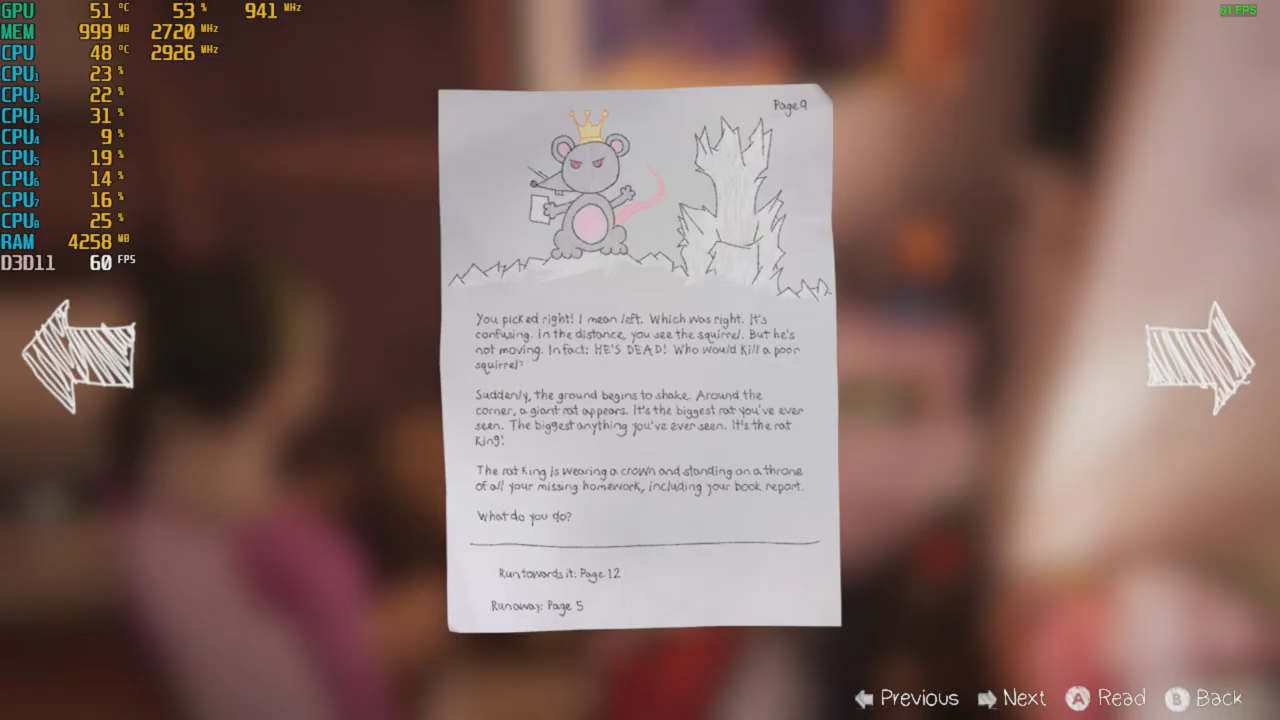 GPU 51 °C 53 % 941 MHz
MEM 999 MB 2720 MHz
CPU 48 °C 2926 MHz
CPU1 23 %
CPU2 22 %
CPU3 31 %
CPU4 9 %
CPU5 19 %
CPU6 14 %
CPU7 16 %
CPU8 25 %
RAM 4258 MB
D3D11 60 FPS
61 FPS
Page 9
You picked right! I mean left. Which was right. It's
confusing. In the distance, you see the squirrel. But he's
not moving. In fact: HE'S DEAD! Who would kill a poor
squirrel?
Suddenly, the ground begins to shake. Around the
corner, a giant rat appears. It's the biggest rat you've ever
seen. The biggest anything you've ever seen. It's the rat
king!
The rat king is wearing a crown and standing on a throne
of all your missing homework, including your book report.
What do you do?
Run towards it: Page 12
Run away: Page 5
Previous Next A Read B Back